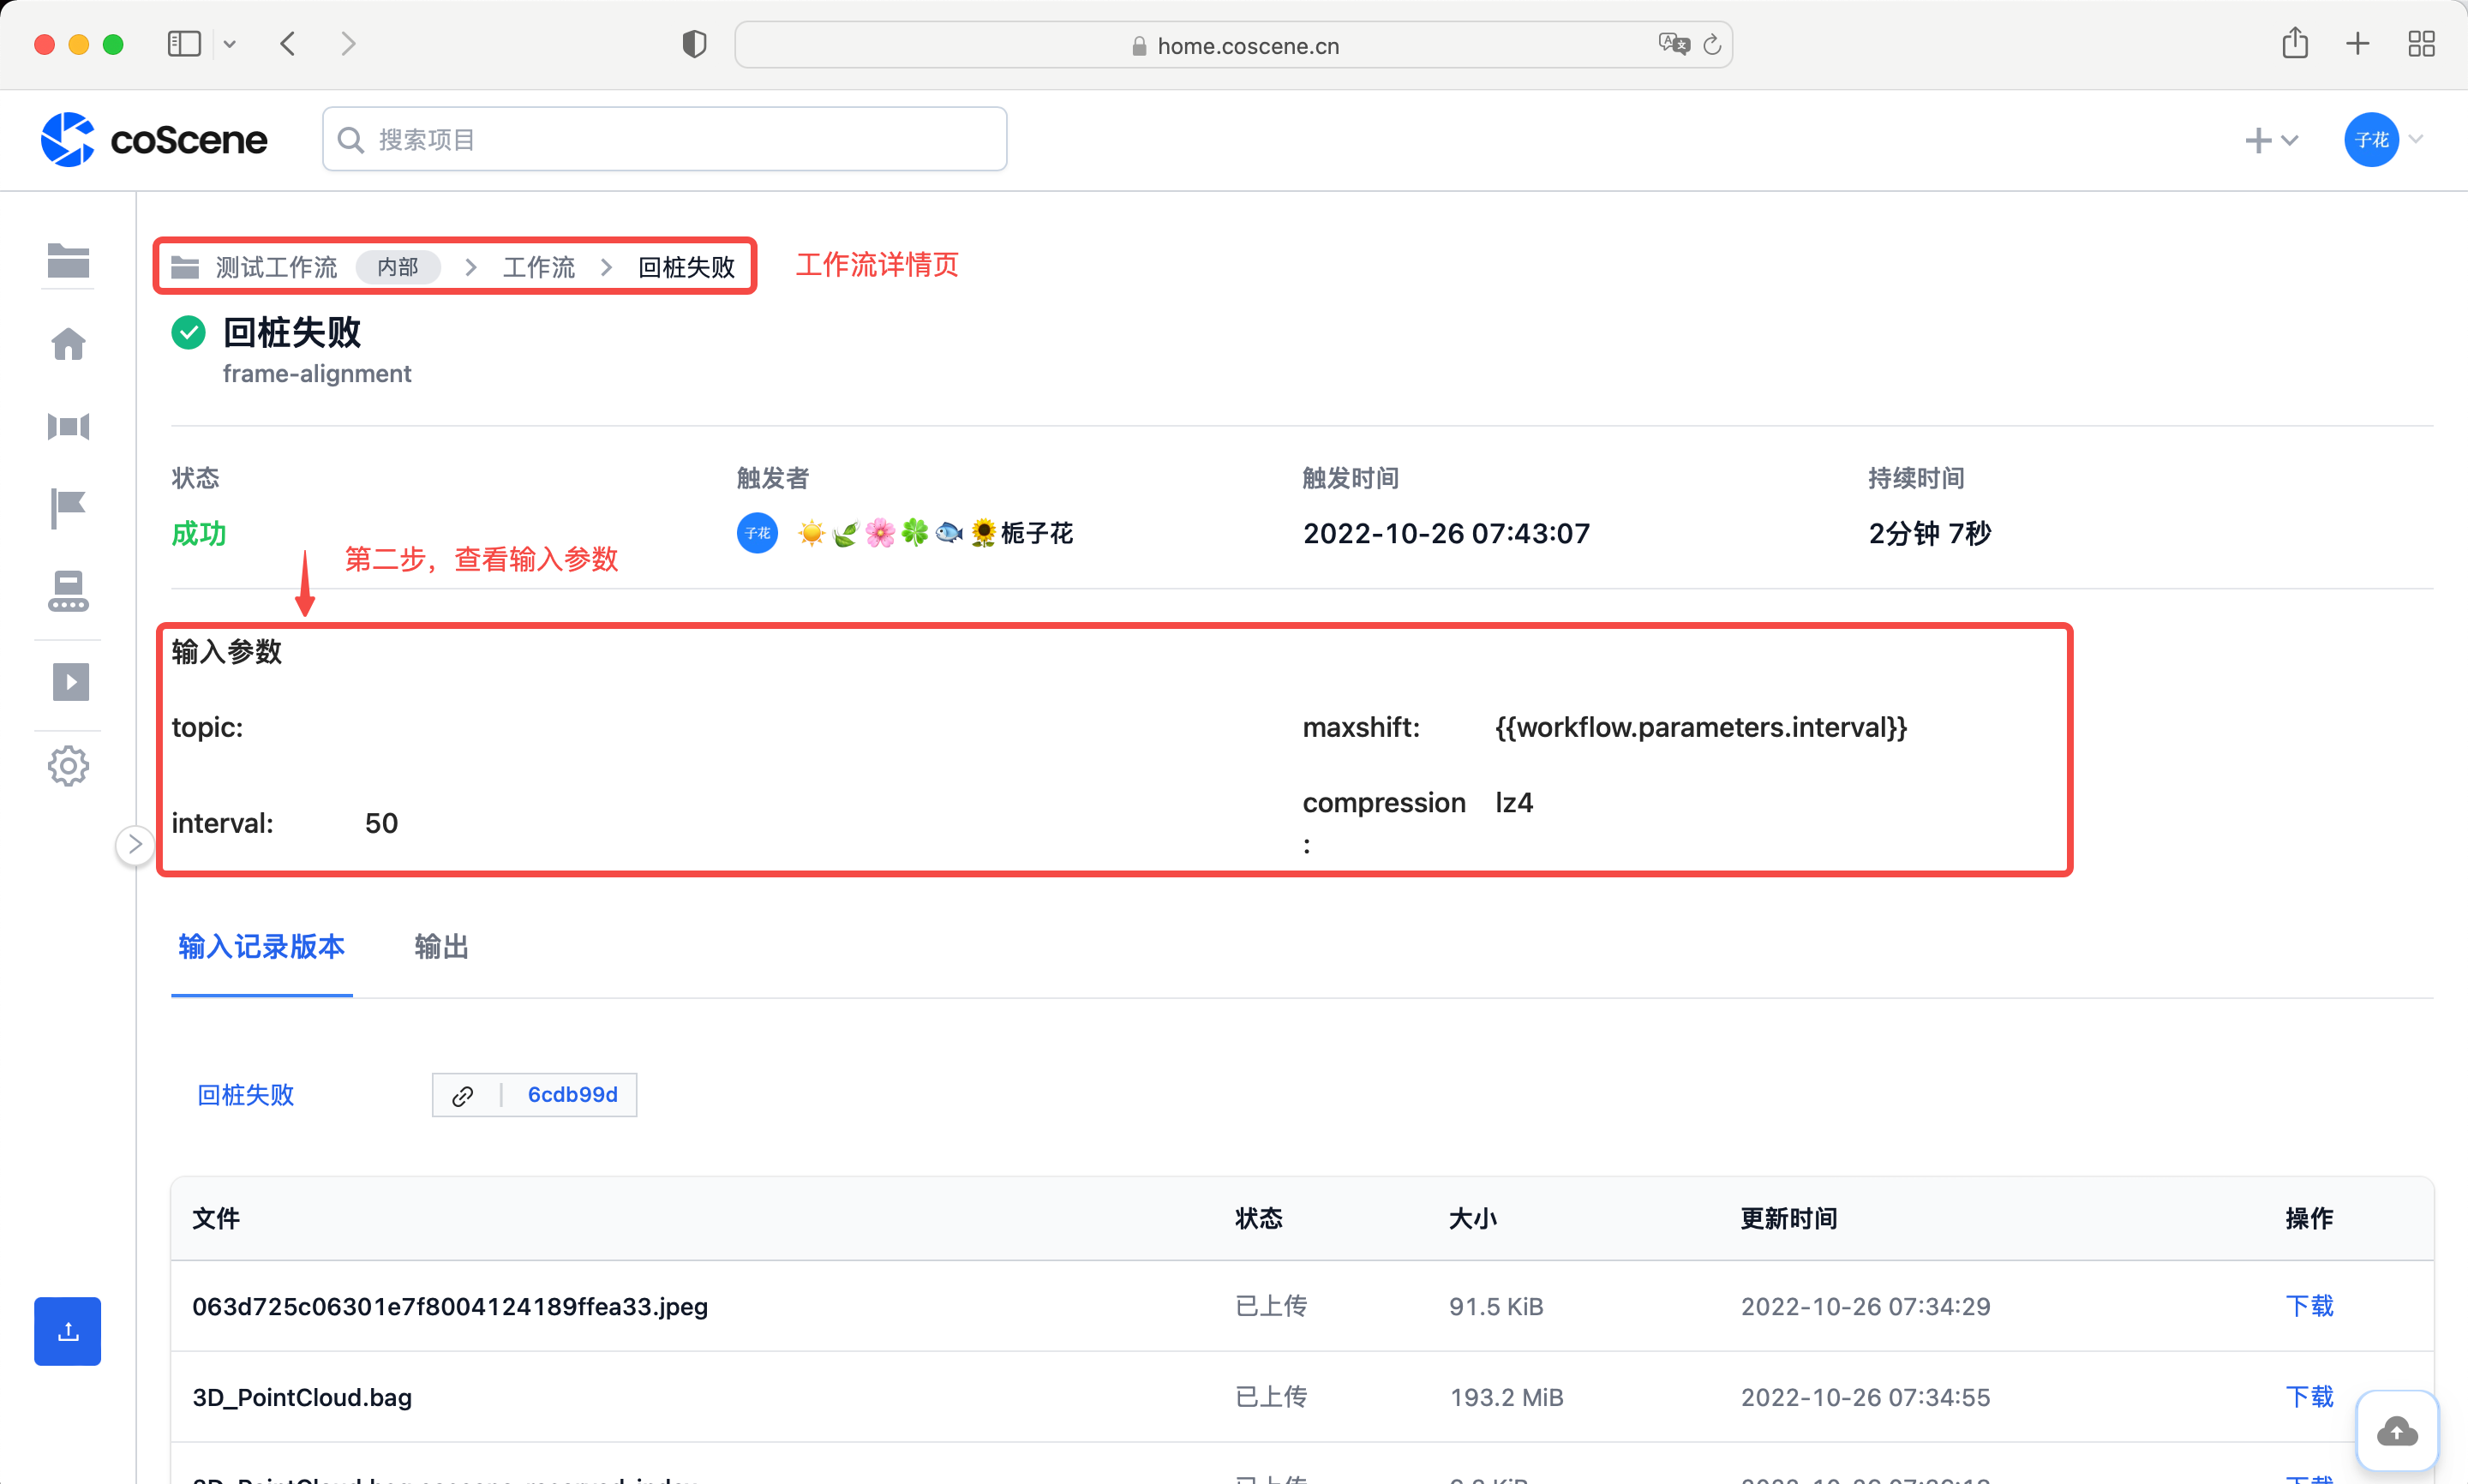 home.coscene.cn
coScene
搜索项目
子花
测试工作流 内部 > 工作流 > 回桩失败
工作流详情页
回桩失败
frame-alignment
状态 触发者 触发时间 持续时间
成功 子花 ☀️🌿🌸🍀🐟🌻栀子花 2022-10-26 07:43:07 2分钟 7秒
第二步，查看输入参数
输入参数
topic: maxshift: {{workflow.parameters.interval}}
interval: 50 compression: lz4
输入记录版本 输出
回桩失败 6cdb99d
文件 状态 大小 更新时间 操作
063d725c06301e7f8004124189ffea33.jpeg 已上传 91.5 KiB 2022-10-26 07:34:29 下载
3D_PointCloud.bag 已上传 193.2 MiB 2022-10-26 07:34:55 下载